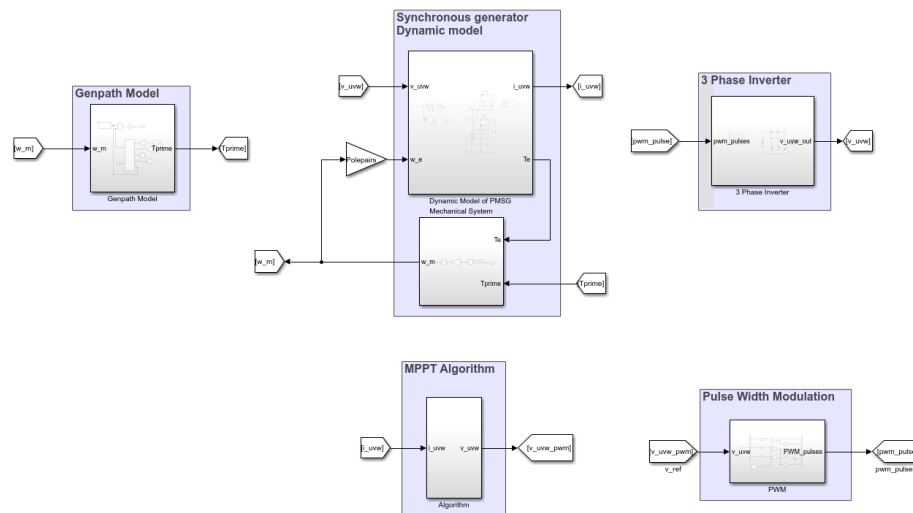 Synchronous generator
Dynamic model
[v_uvw]
v_uvw
i_uvw
[i_uvw]
Polepairs
w_e
Te
Dynamic Model of PMSG
Mechanical System
Te
[w_m]
w_m
Tprime
[Tprime]
Genpath Model
[w_m]
w_m
Tprime
[Tprime]
Genpath Model
3 Phase Inverter
[pwm_pulse]
pwm_pulses
v_uvw_out
[v_uvw]
3 Phase Inverter
MPPT Algorithm
[i_uvw]
i_uvw
v_uvw
[v_uvw_pwm]
Algorithm
Pulse Width Modulation
[v_uvw_pwm]
v_ref
v_uvw
PWM_pulses
[pwm_pulse
pwm_pulses
PWM